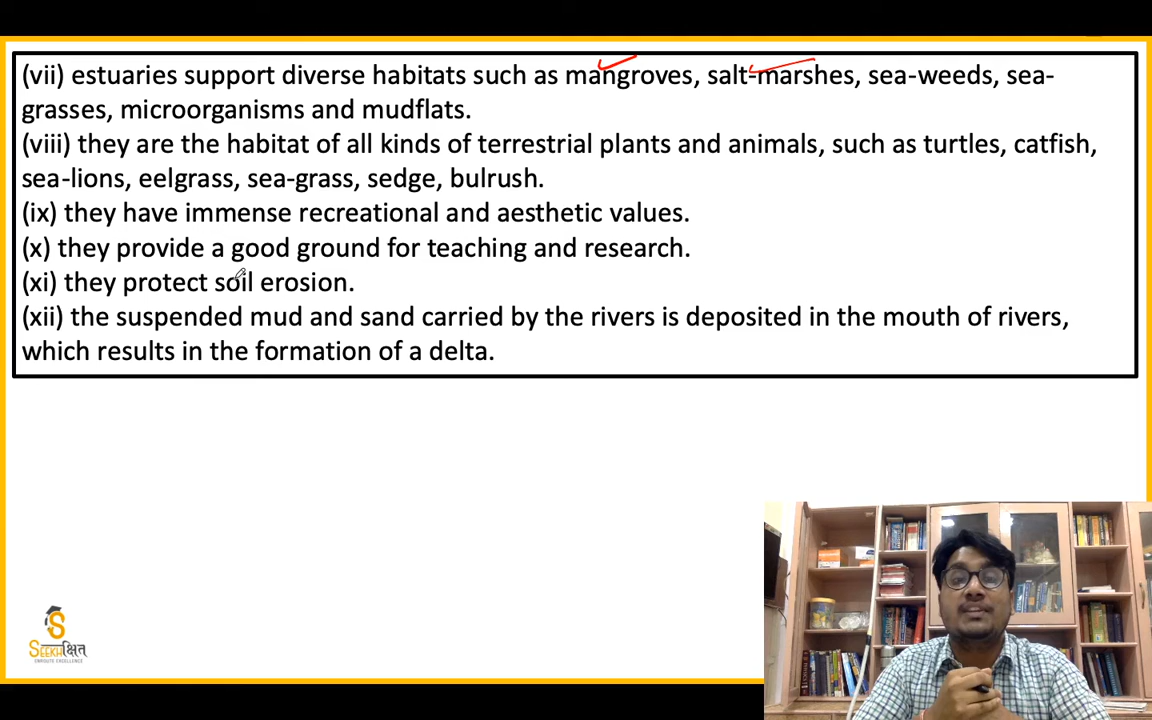 (vii) estuaries support diverse habitats such as mangroves, salt-marshes, sea-weeds, sea-
grasses, microorganisms and mudflats.
(viii) they are the habitat of all kinds of terrestrial plants and animals, such as turtles, catfish,
sea-lions, eelgrass, sea-grass, sedge, bulrush.
(ix) they have immense recreational and aesthetic values.
(x) they provide a good ground for teaching and research.
(xi) they protect soil erosion.
(xii) the suspended mud and sand carried by the rivers is deposited in the mouth of rivers,
which results in the formation of a delta.
SEEKHक्षित